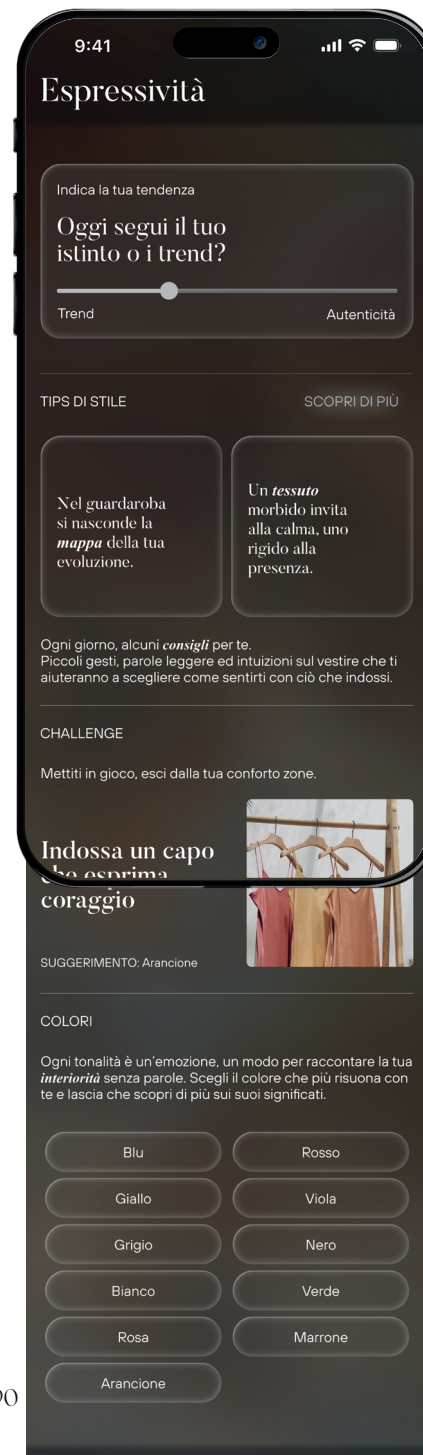 9:41
Espressività
Indica la tua tendenza
Oggi segui il tuo
istinto o i trend?
Trend Autenticità
TIPS DI STILE SCOPRI DI PIÙ
Nel guardaroba
si nasconde la
mappa della tua
evoluzione.
Un tessuto
morbido invita
alla calma, uno
rigido alla
presenza.
Ogni giorno, alcuni consigli per te.
Piccoli gesti, parole leggere ed intuizioni sul vestire che ti
aiuteranno a scegliere come sentirti con ciò che indossi.
CHALLENGE
Mettiti in gioco, esci dalla tua conforto zone.
Indossa un capo
che esprima
coraggio
SUGGERIMENTO: Arancione
COLORI
Ogni tonalità è un'emozione, un modo per raccontare la tua
interiorità senza parole. Scegli il colore che più risuona con
te e lascia che scopri di più sui suoi significati.
Blu Rosso
Giallo Viola
Grigio Nero
Bianco Verde
Rosa Marrone
Arancione